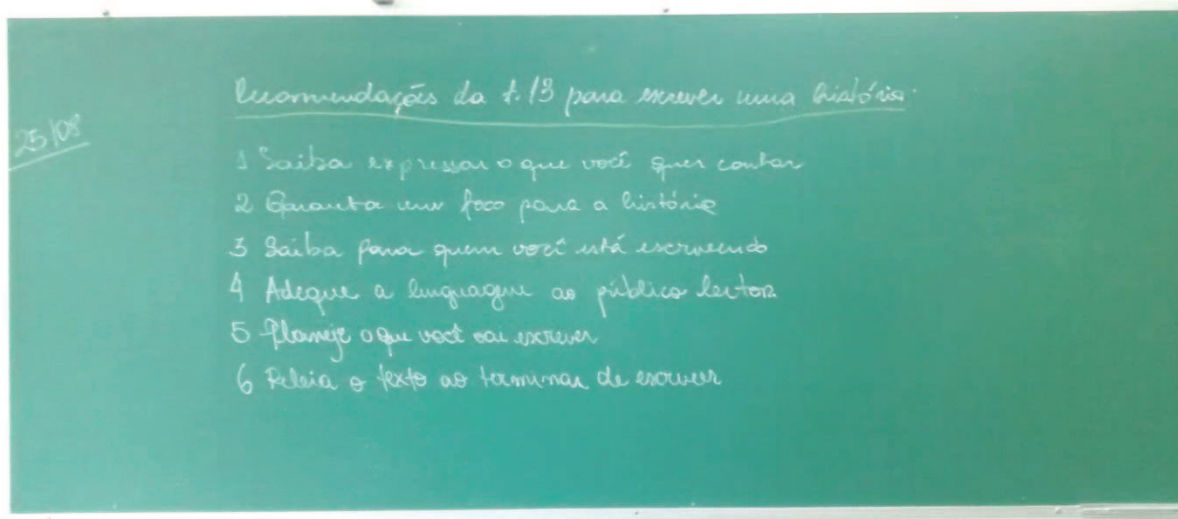 25/08
Recomendações da t.13 para escrever uma história.
1 Saiba expressar o que você quer contar
2 Garanta um foco para a história
3 Saiba para quem você está escrevendo
4 Adeque a linguagem ao público leitor.
5 Planeje o que você vai escrever
6 Releia o texto ao terminar de escrever